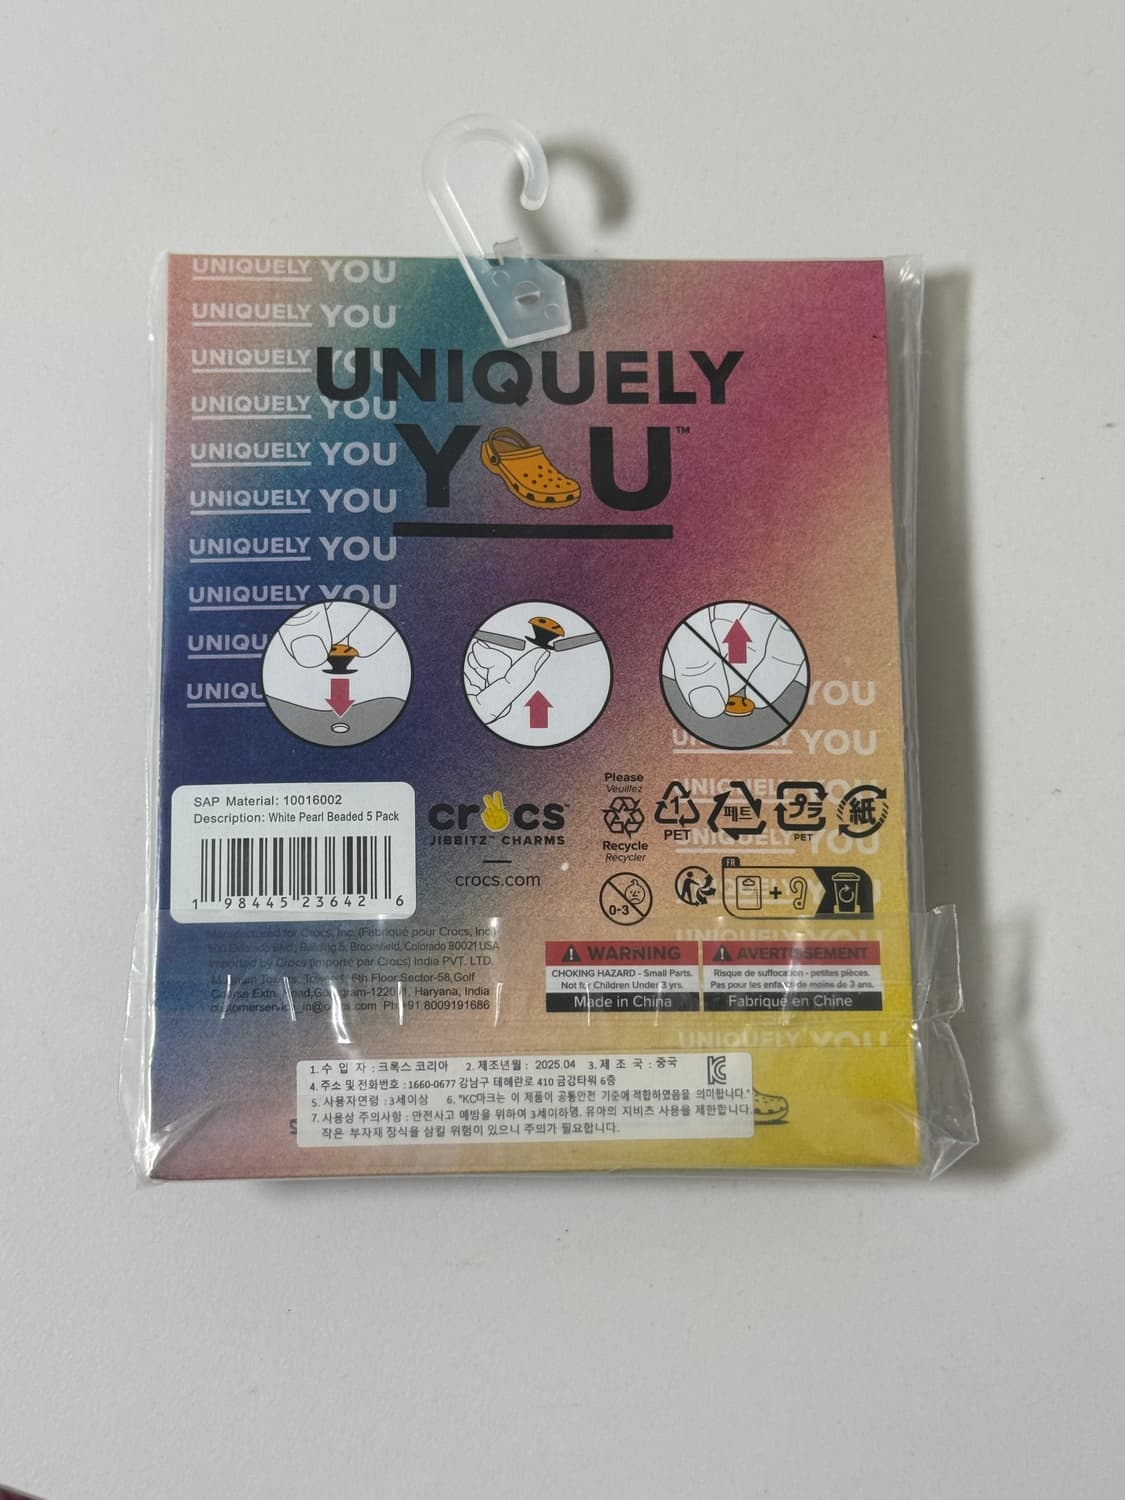 UNIQUELY YOU
UNIQUELY YOU
UNIQUELY YOU
UNIQUELY YOU
UNIQUELY YOU
UNIQUELY YOU
UNIQUELY YOU
UNIQUELY YOU
UNIQU
UNIQU
UNIQUELY
YOU™
YOU
YOU
UNIQUELY
UNIQUELY YOU
SAP Material: 10016002
Description: White Pearl Beaded 5 Pack
1 98445 23642 6
crocs™
JIBBITZ™ CHARMS
crocs.com
Please
Veuillez
Recycle
Recycler
1
PET
페트
プラ
PET
紙
0-3
FR
+
Manufactured for Crocs, Inc. (Fabriqué pour Crocs, Inc.)
Blvd, Building 5, Broomfield, Colorado 80021 USA
Imported by Crocs (importé par Crocs) India PVT. LTD.
6th Floor, Sector-58, Golf
Haryana, India
Ph:+91 8009191686
WARNING
CHOKING HAZARD - Small Parts.
Not for Children Under 3 yrs.
Made in China
AVERTISSEMENT
Risque de suffocation - petites pièces.
Pas pour les enfants de moins de 3 ans.
Fabriqué en Chine
UNIQUELY YOU
1. 수 입 자 : 크록스 코리아 2. 제조년월 : 2025.04 3. 제 조 국 : 중국
4. 주소 및 전화번호 : 1660-0677 강남구 테헤란로 410 금강타워 6층
5. 사용자연령 : 3세이상 6. "KC마크는 이 제품이 공통안전 기준에 적합하였음을 의미합니다."
7. 사용상 주의사항 : 안전사고 예방을 위하여 3세이하영, 유아의 지비츠 사용을 제한합니다.
작은 부자재 장식을 삼킬 위험이 있으니 주의가 필요합니다.